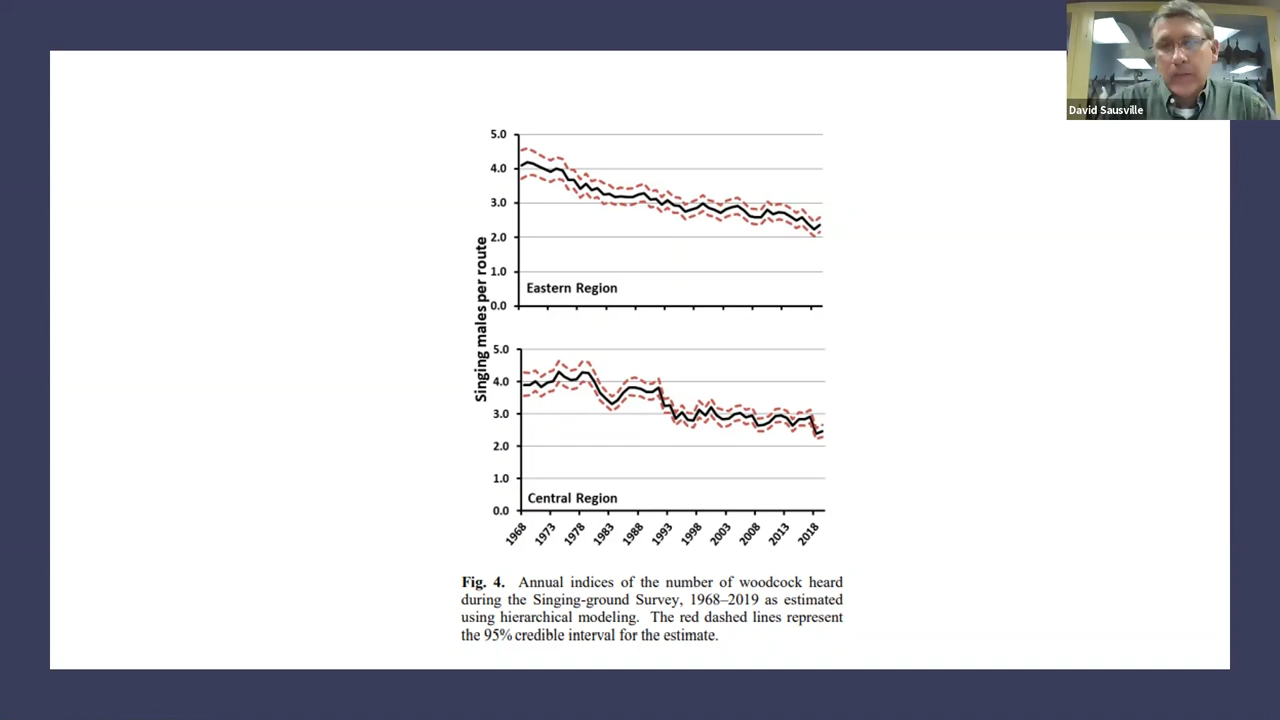 David Sausville
Singing males per route
5.0
4.0
3.0
2.0
1.0
0.0
Eastern Region
5.0
4.0
3.0
2.0
1.0
0.0
Central Region
1968
1973
1978
1983
1988
1993
1998
2003
2008
2013
2018
Fig. 4. Annual indices of the number of woodcock heard
during the Singing-ground Survey, 1968–2019 as estimated
using hierarchical modeling. The red dashed lines represent
the 95% credible interval for the estimate.